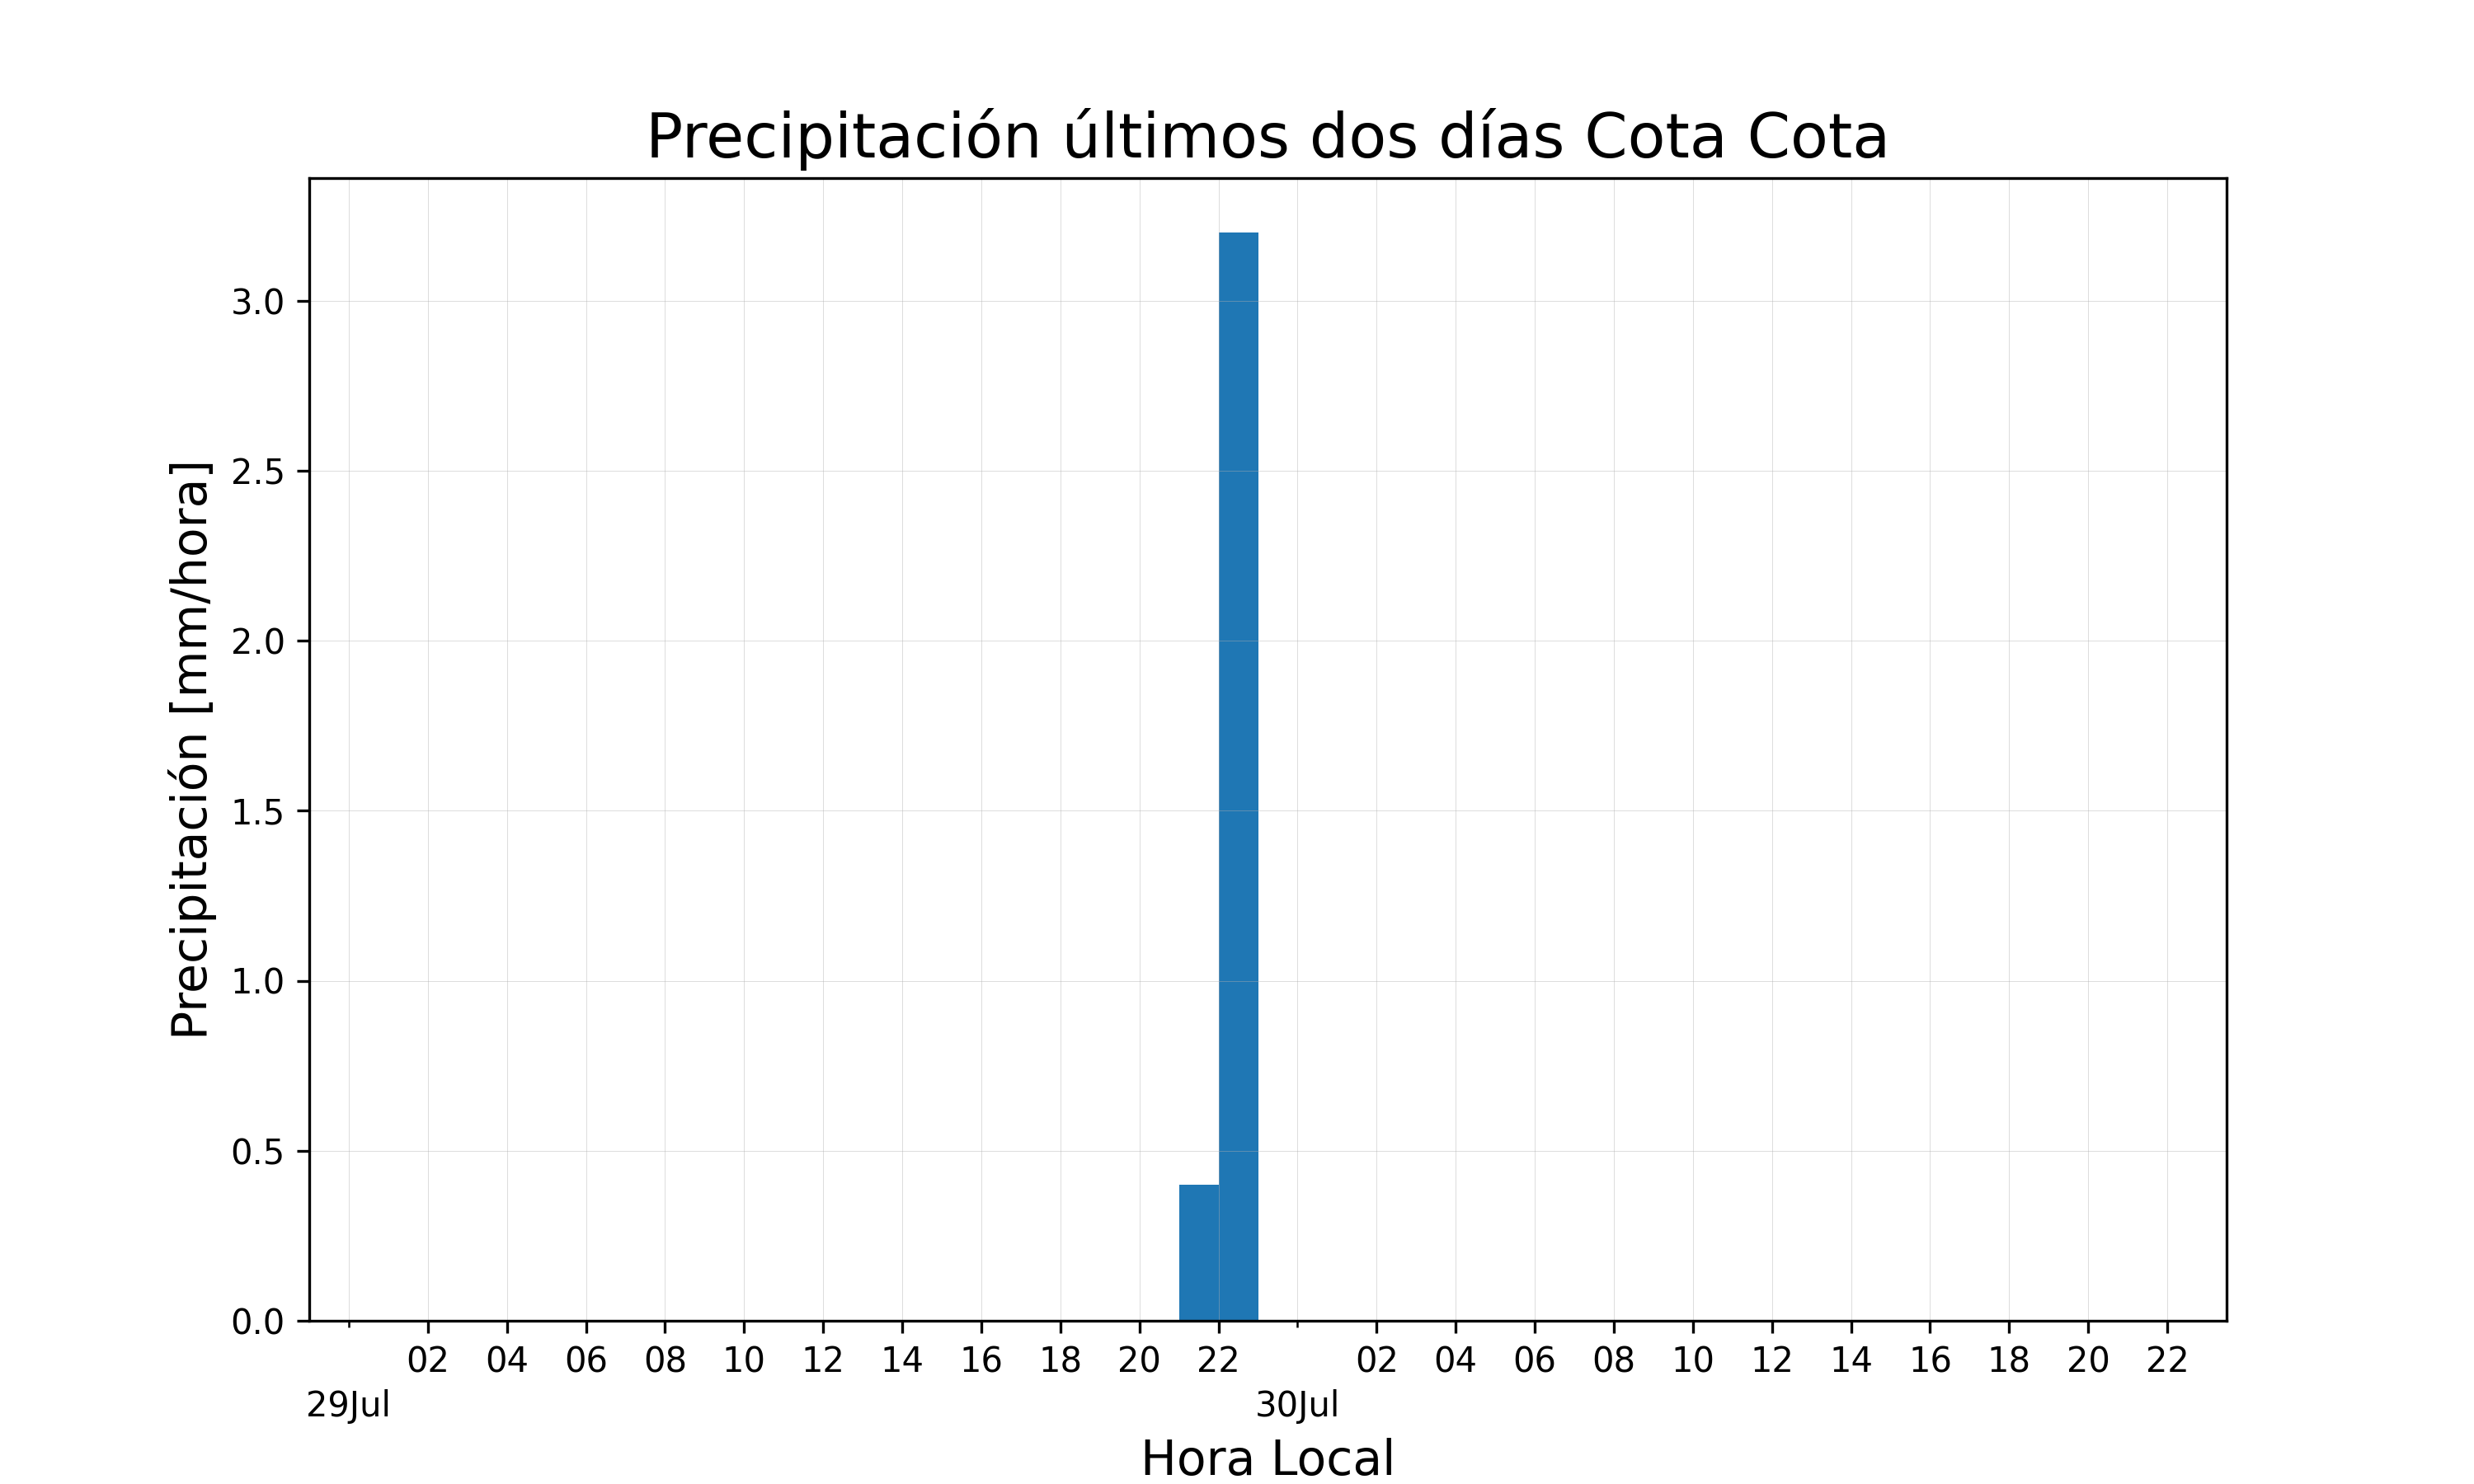 Precipitación últimos dos días Cota Cota
Precipitación [mm/hora]
3.0
2.5
2.0
1.5
1.0
0.5
0.0
02 04 06 08 10 12 14 16 18 20 22 02 04 06 08 10 12 14 16 18 20 22
29Jul 30Jul
Hora Local